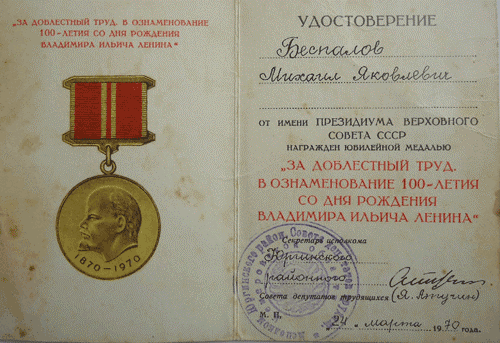 „ЗА ДОБЛЕСТНЫЙ ТРУД. В ОЗНАМЕНОВАНИЕ
100-ЛЕТИЯ СО ДНЯ РОЖДЕНИЯ
ВЛАДИМИРА ИЛЬИЧА ЛЕНИНА“
1870-1970
УДОСТОВЕРЕНИЕ
Беспалов
Михаил Яковлевич
ОТ ИМЕНИ ПРЕЗИДИУМА ВЕРХОВНОГО
СОВЕТА СССР
НАГРАЖДЕН ЮБИЛЕЙНОЙ МЕДАЛЬЮ
„ЗА ДОБЛЕСТНЫЙ ТРУД.
В ОЗНАМЕНОВАНИЕ 100-ЛЕТИЯ
СО ДНЯ РОЖДЕНИЯ
ВЛАДИМИРА ИЛЬИЧА ЛЕНИНА“
Секретарь исполкома
Юргинского
районного
Совета депутатов трудящихся
М. П.
„24“ марта 1970 года.